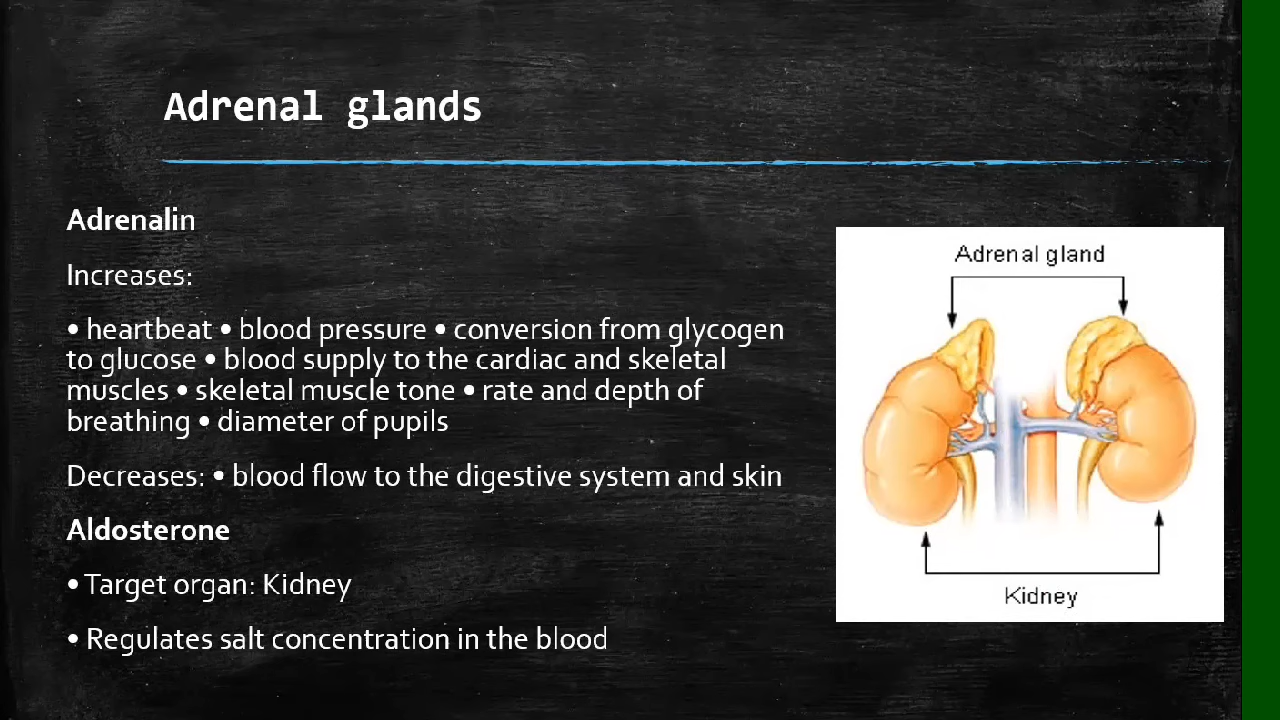 Adrenal glands
Adrenalin
Increases:
• heartbeat • blood pressure • conversion from glycogen
to glucose • blood supply to the cardiac and skeletal
muscles • skeletal muscle tone • rate and depth of
breathing • diameter of pupils
Decreases: • blood flow to the digestive system and skin
Aldosterone
• Target organ: Kidney
• Regulates salt concentration in the blood
Adrenal gland
Kidney